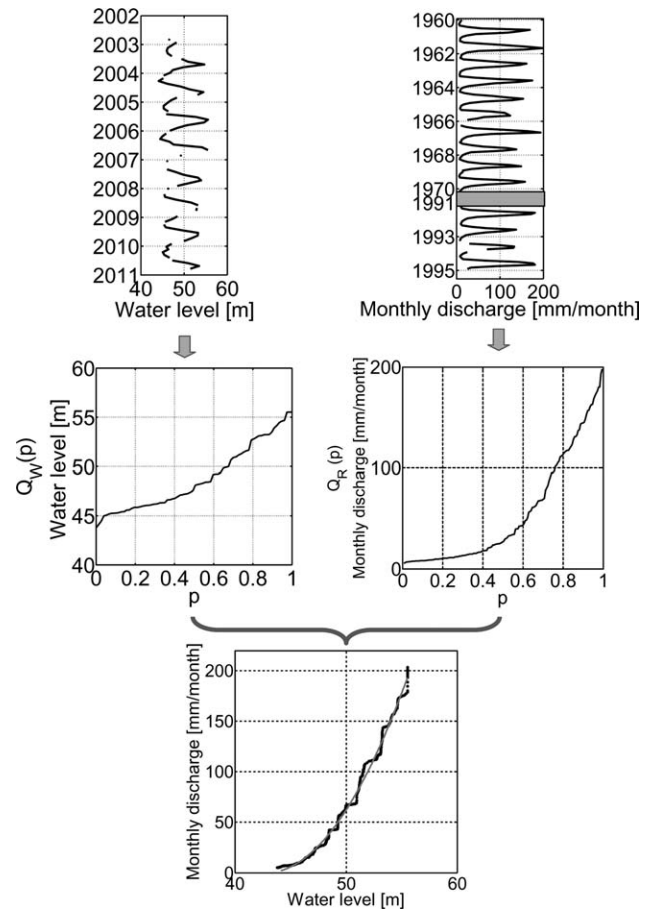 2002
2003
2004
2005
2006
2007
2008
2009
2010
2011
40 50 60
Water level [m]
1960
1962
1964
1966
1968
1970
1991
1993
1995
0 100 200
Monthly discharge [mm/month]
60
55
50
45
40
Q_W(p)
Water level [m]
0 0.2 0.4 0.6 0.8 1
p
200
100
0
Q_R(p)
Monthly discharge [mm/month]
0 0.2 0.4 0.6 0.8 1
p
200
150
100
50
0
Monthly discharge [mm/month]
40 50 60
Water level [m]